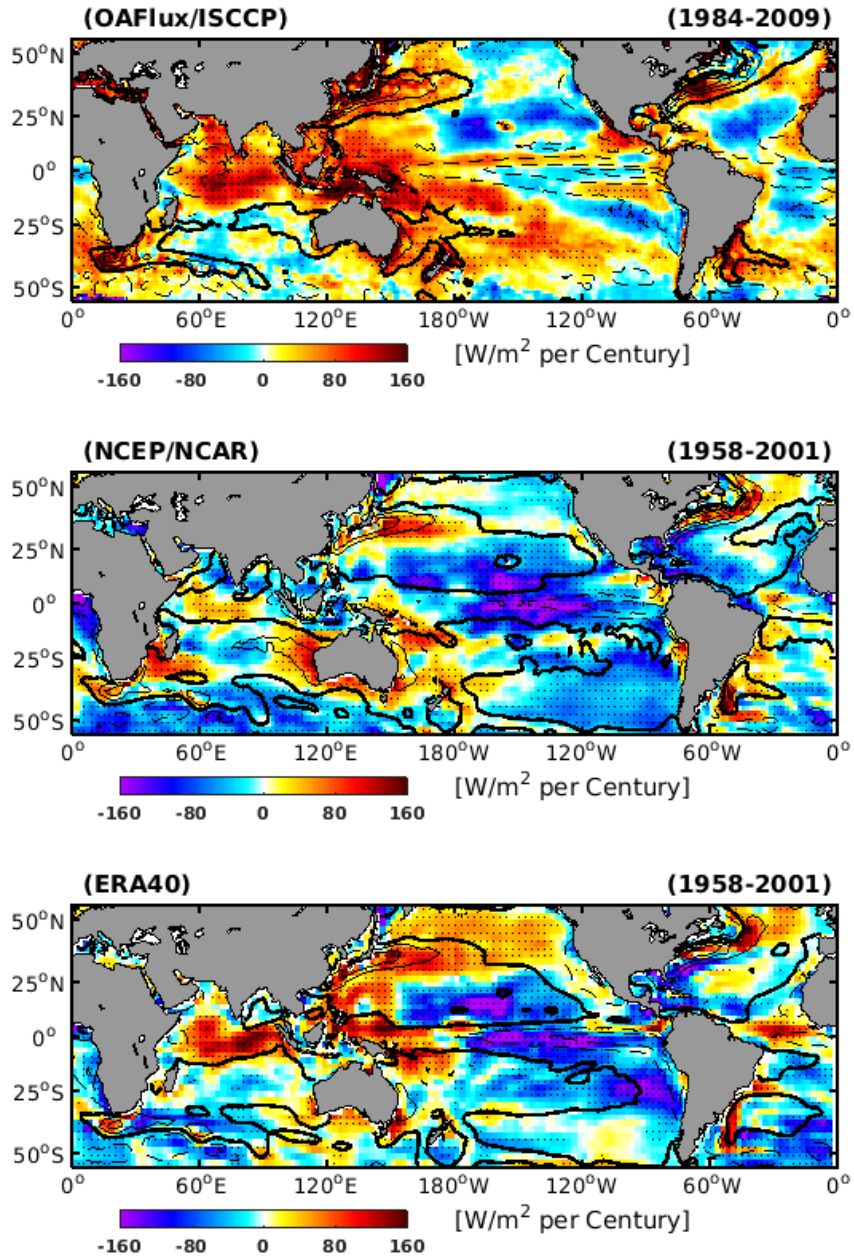 (OAFlux/ISCCP) (1984-2009)
50°N
25°N
0°
25°S
50°S
0° 60°E 120°E 180°W 120°W 60°W 0°
[W/m² per Century]
-160 -80 0 80 160
(NCEP/NCAR) (1958-2001)
50°N
25°N
0°
25°S
50°S
0° 60°E 120°E 180°W 120°W 60°W 0°
[W/m² per Century]
-160 -80 0 80 160
(ERA40) (1958-2001)
50°N
25°N
0°
25°S
50°S
0° 60°E 120°E 180°W 120°W 60°W 0°
[W/m² per Century]
-160 -80 0 80 160